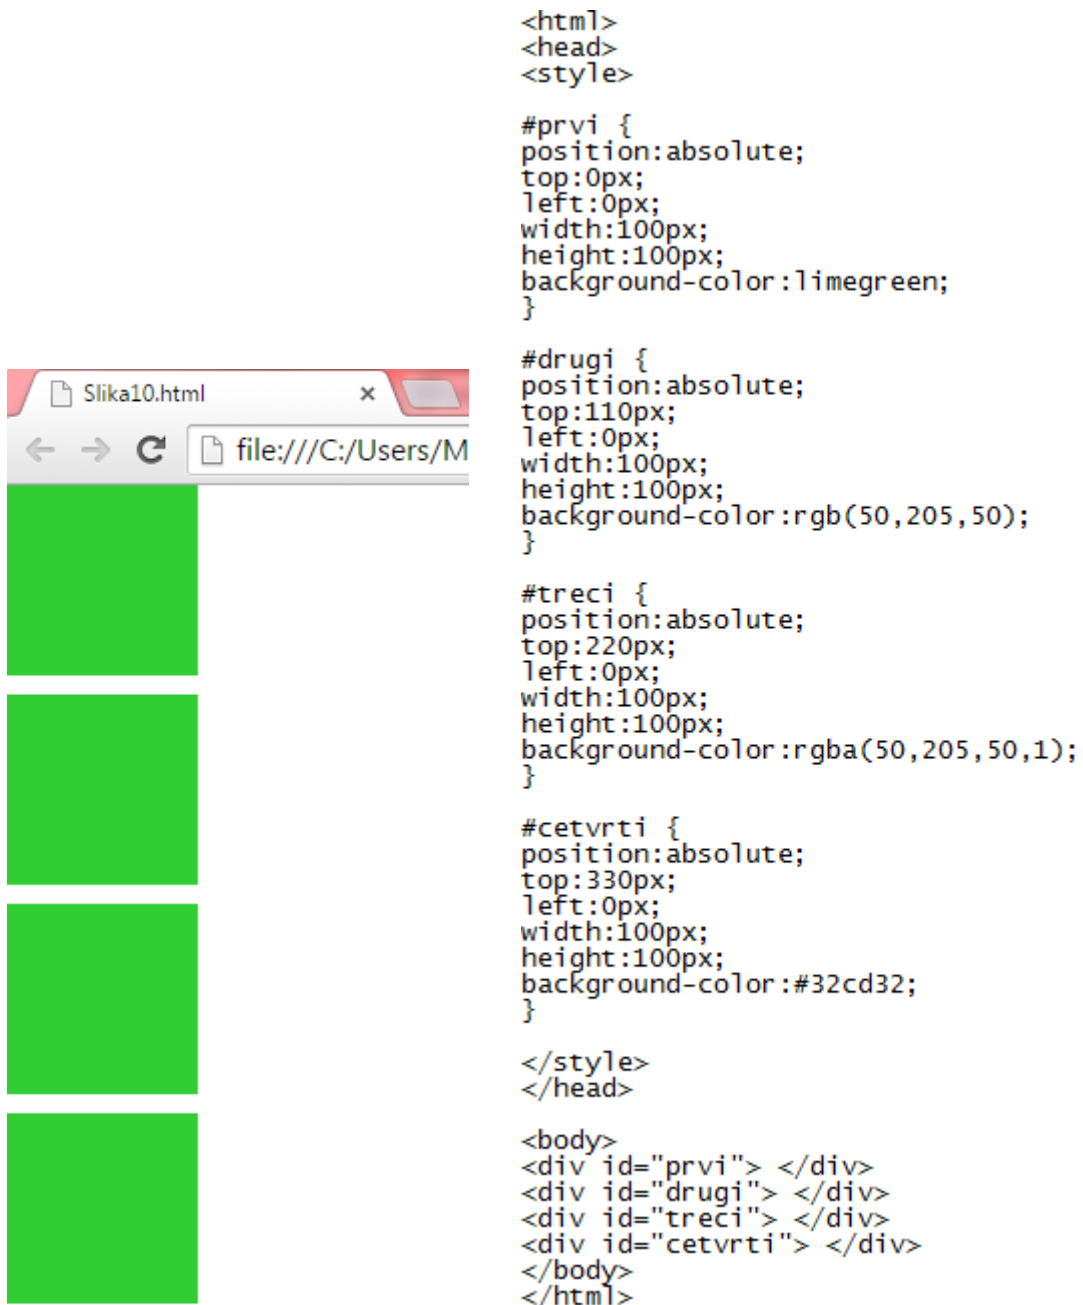 Slika10.html
file:///C:/Users/M
<html>
<head>
<style>
#prvi {
position:absolute;
top:0px;
left:0px;
width:100px;
height:100px;
background-color:limegreen;
}
#drugi {
position:absolute;
top:110px;
left:0px;
width:100px;
height:100px;
background-color:rgb(50,205,50);
}
#treci {
position:absolute;
top:220px;
left:0px;
width:100px;
height:100px;
background-color:rgba(50,205,50,1);
}
#cetvrti {
position:absolute;
top:330px;
left:0px;
width:100px;
height:100px;
background-color:#32cd32;
}
</style>
</head>
<body>
<div id="prvi"> </div>
<div id="drugi"> </div>
<div id="treci"> </div>
<div id="cetvrti"> </div>
</body>
</html>